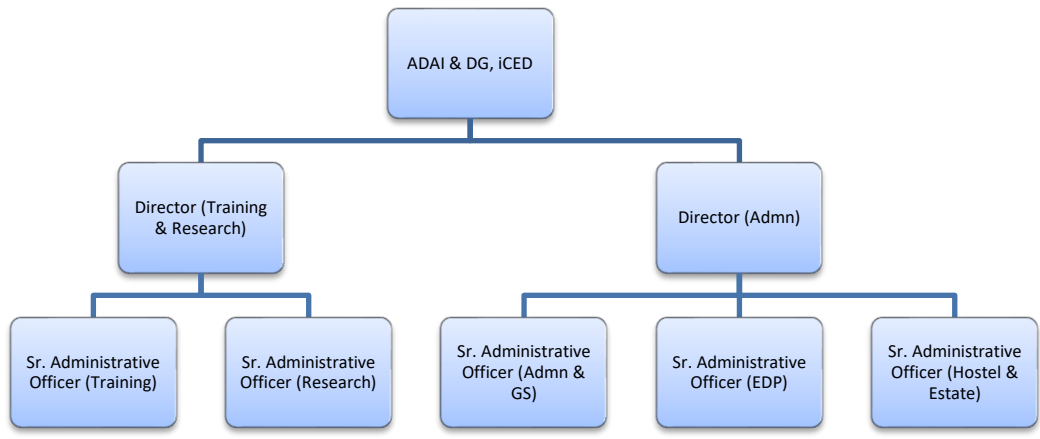 ADAI & DG, iCED
Director (Training
& Research)
Director (Admn)
Sr. Administrative
Officer (Training)
Sr. Administrative
Officer (Research)
Sr. Administrative
Officer (Admn &
GS)
Sr. Administrative
Officer (EDP)
Sr. Administrative
Officer (Hostel &
Estate)